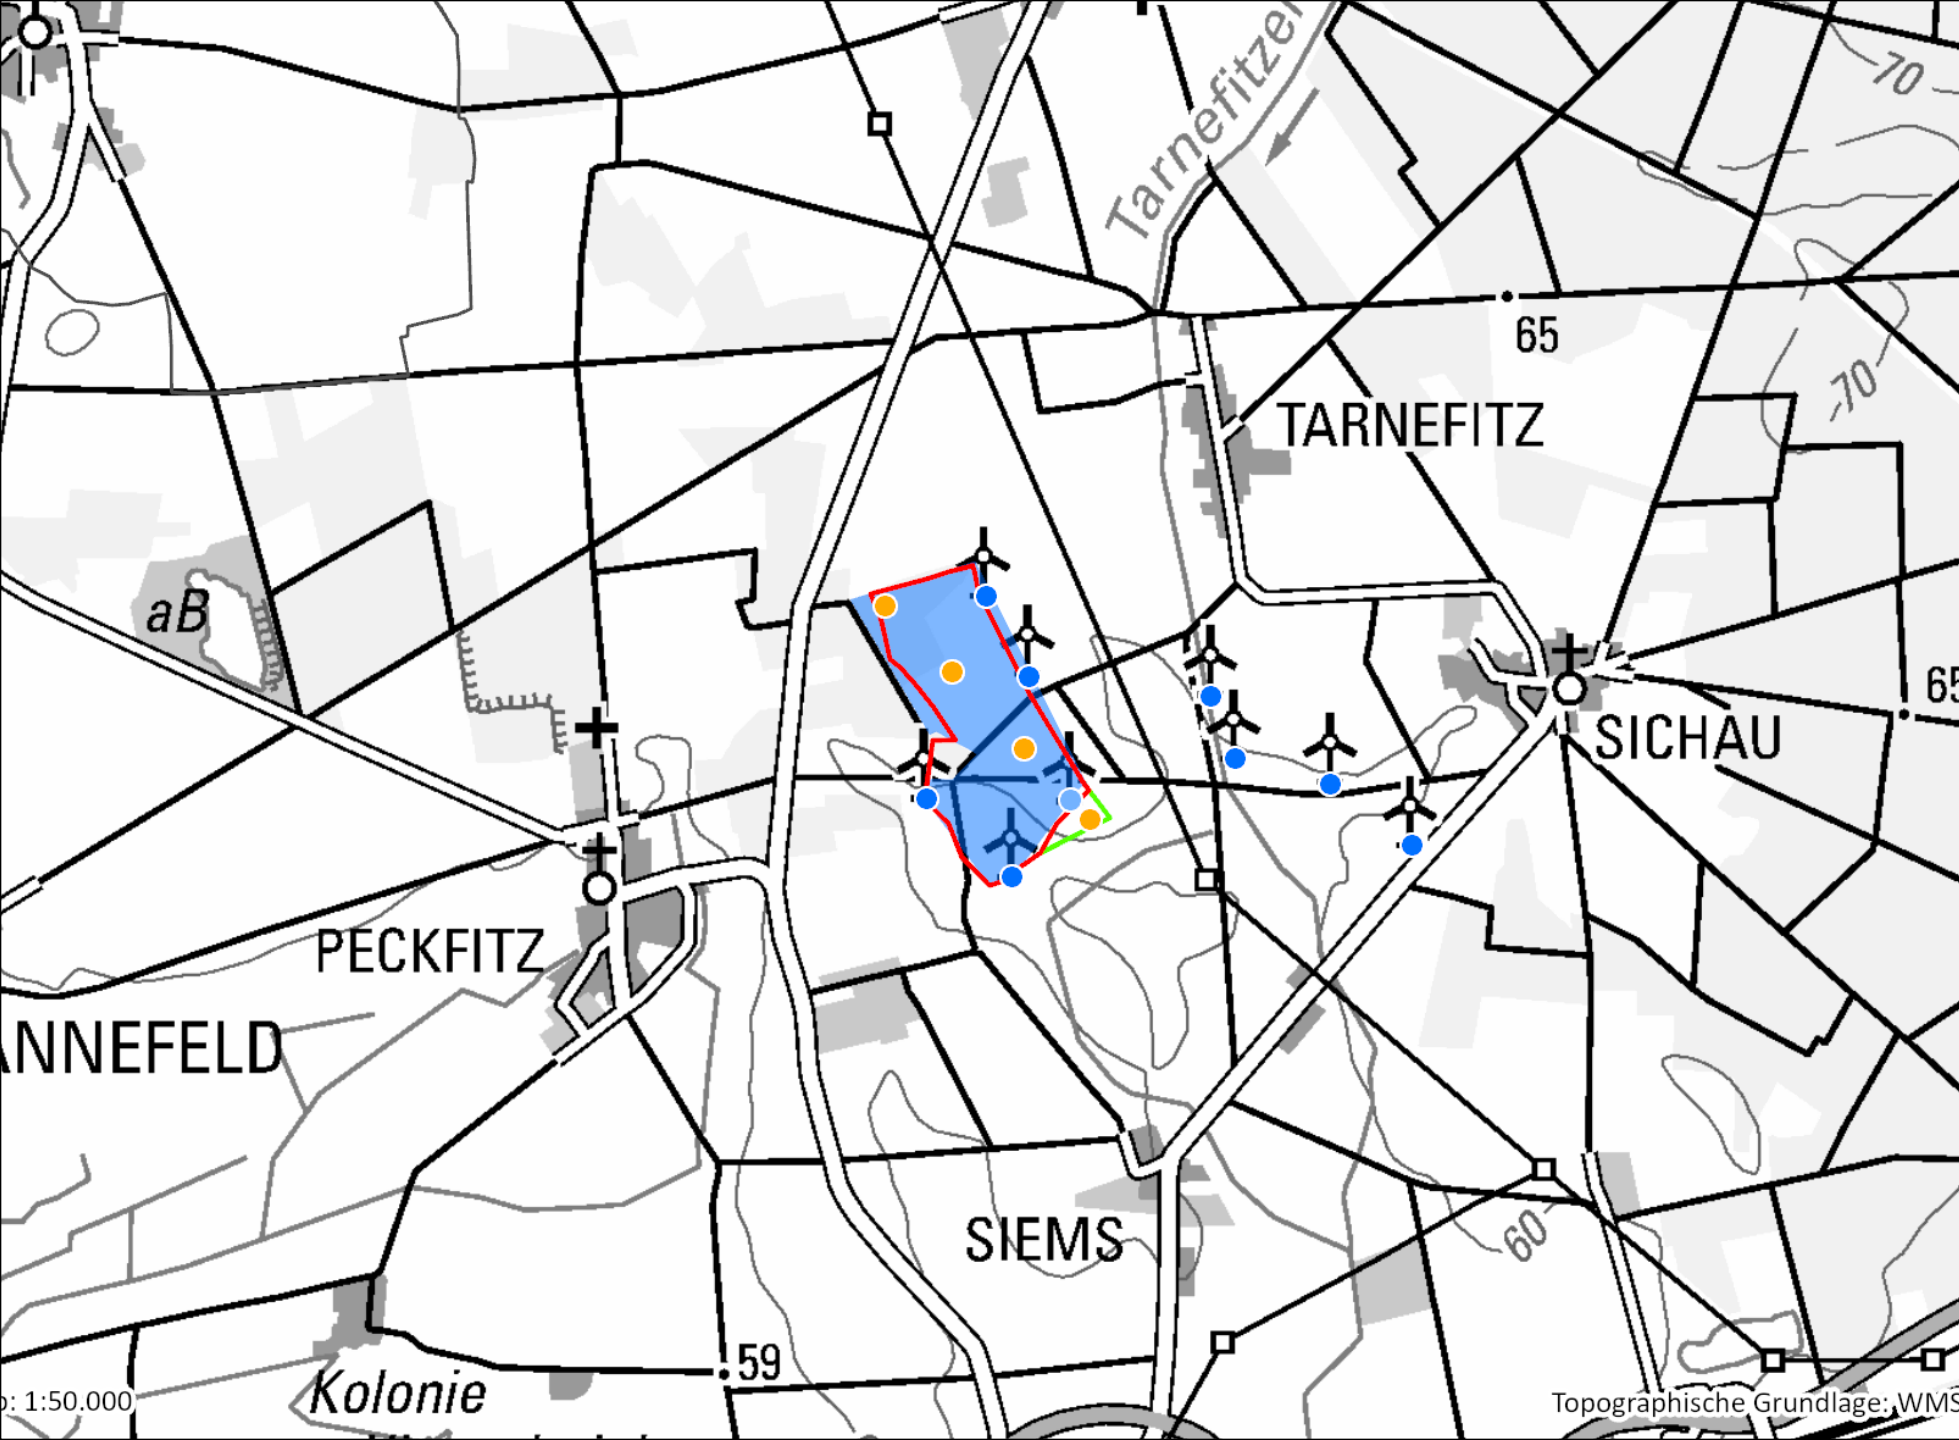 Tarnefitzer
70
65
TARNEFITZ
70
aB
65
SICHAU
PECKFITZ
ANNEFELD
SIEMS
60
59
Kolonie
: 1:50.000
Topographische Grundlage: WMS